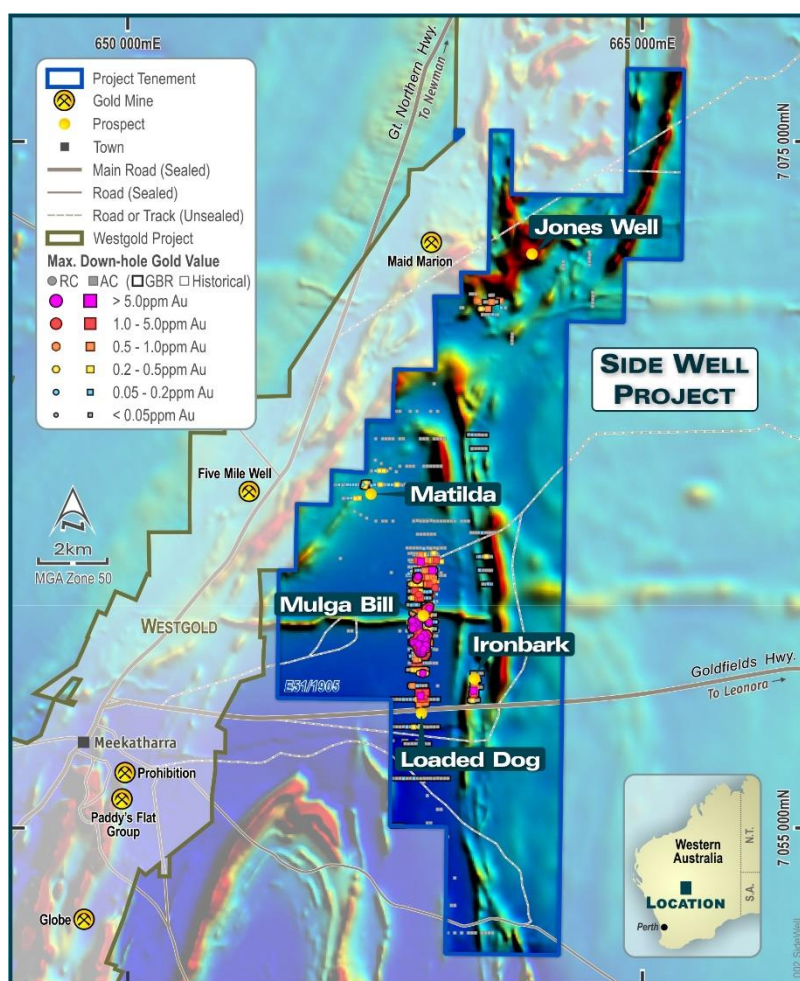 650 000mE
665 000mE
Gt. Northern Hwy.
To Newman
7 075 000mN
Project Tenement
Gold Mine
Prospect
Town
Main Road (Sealed)
Road (Sealed)
Road or Track (Unsealed)
Westgold Project
Max. Down-hole Gold Value
RC AC ( GBR Historical)
> 5.0ppm Au
1.0 - 5.0ppm Au
0.5 - 1.0ppm Au
0.2 - 0.5ppm Au
0.05 - 0.2ppm Au
< 0.05ppm Au
Jones Well
Maid Marion
SIDE WELL
PROJECT
Five Mile Well
Matilda
N
2km
MGA Zone 50
Mulga Bill
WESTGOLD
Ironbark
Goldfields Hwy.
To Leonora
E51/1905
Meekatharra
Loaded Dog
Prohibition
Paddy's Flat
Group
Globe
7 055 000mN
Western
Australia
N.T.
LOCATION
S.A.
Perth
002 SideWell